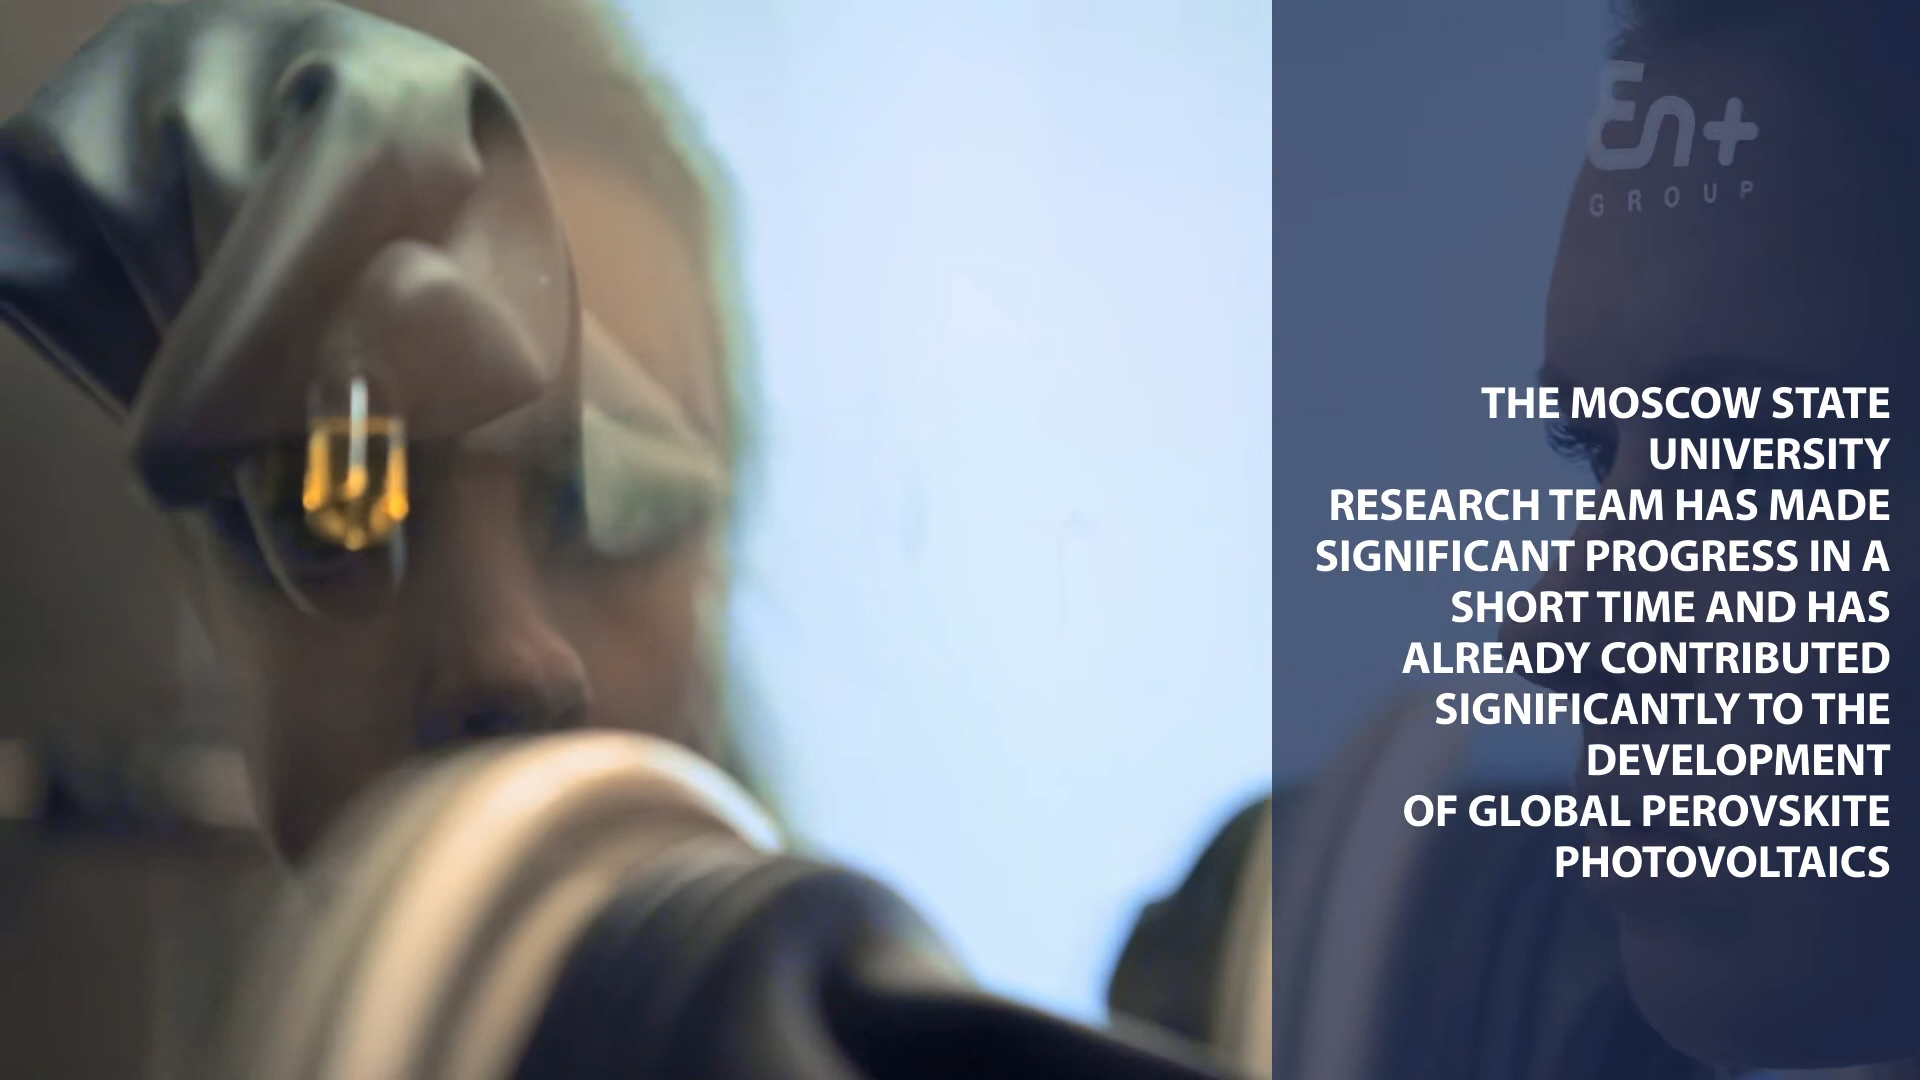 En+
GROUP
THE MOSCOW STATE
UNIVERSITY
RESEARCH TEAM HAS MADE
SIGNIFICANT PROGRESS IN A
SHORT TIME AND HAS
ALREADY CONTRIBUTED
SIGNIFICANTLY TO THE
DEVELOPMENT
OF GLOBAL PEROVSKITE
PHOTOVOLTAICS